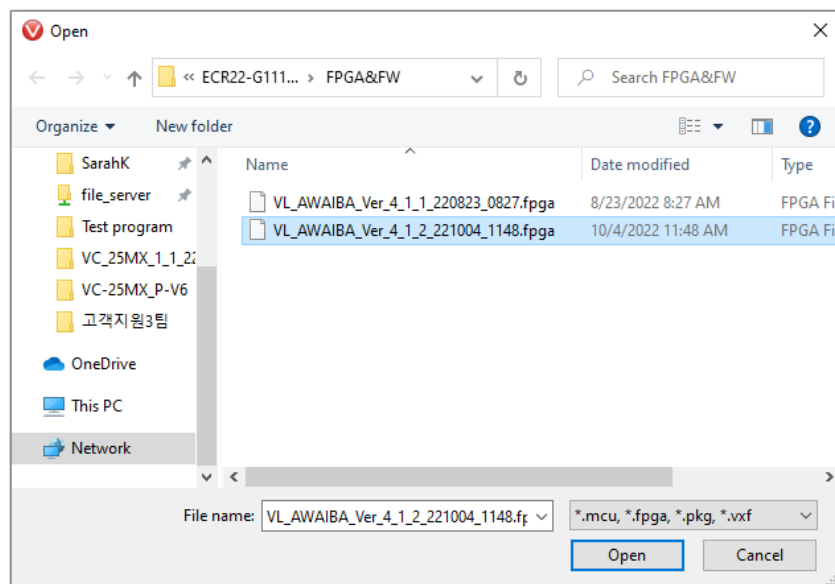 Open
« ECR22-G111... › FPGA&FW
Search FPGA&FW
Organize
New folder
SarahK
file_server
Test program
VC_25MX_1_1_22
VC-25MX_P-V6
고객지원3팀
OneDrive
This PC
Network
Name
Date modified
Type
VL_AWAIBA_Ver_4_1_1_220823_0827.fpga
8/23/2022 8:27 AM
FPGA Fi
VL_AWAIBA_Ver_4_1_2_221004_1148.fpga
10/4/2022 11:48 AM
FPGA Fi
File name:
VL_AWAIBA_Ver_4_1_2_221004_1148.f
*.mcu, *.fpga, *.pkg, *.vxf
Open
Cancel